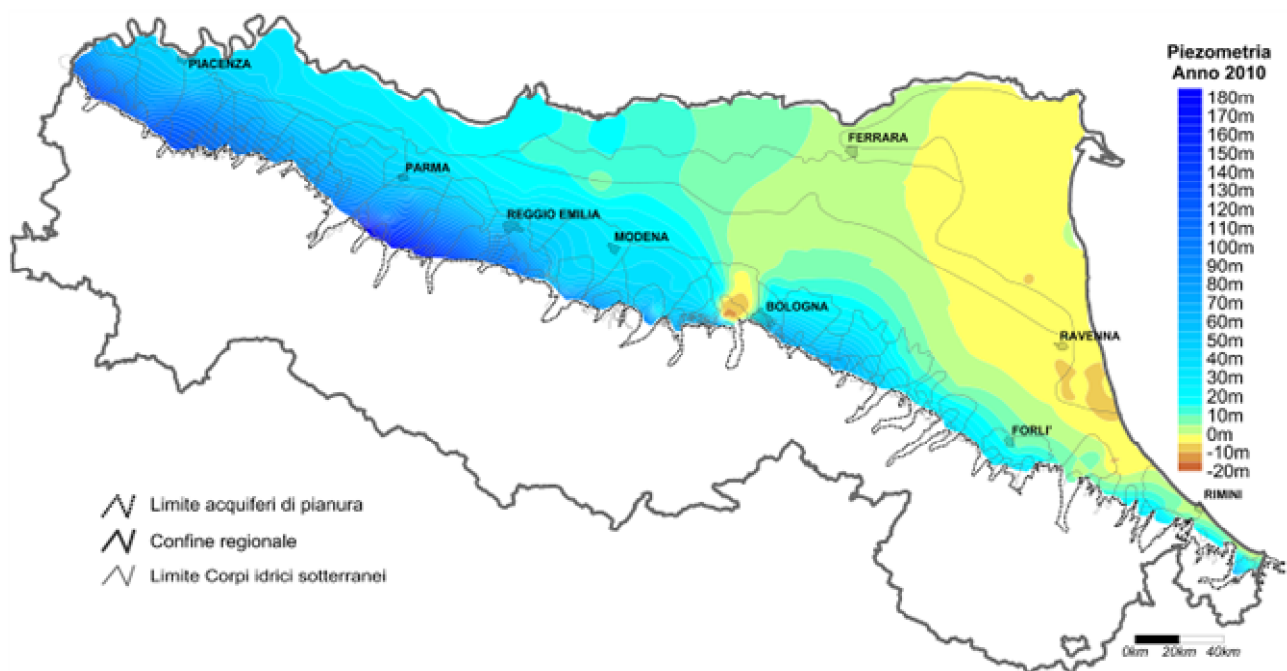 Piezometria
Anno 2010
180m
170m
160m
150m
140m
130m
120m
110m
100m
90m
80m
70m
60m
50m
40m
30m
20m
10m
0m
-10m
-20m
PIACENZA
PARMA
REGGIO EMILIA
MODENA
BOLOGNA
FERRARA
RAVENNA
FORLI'
RIMINI
Limite acquiferi di pianura
Confine regionale
Limite Corpi idrici sotterranei
0km 20km 40km